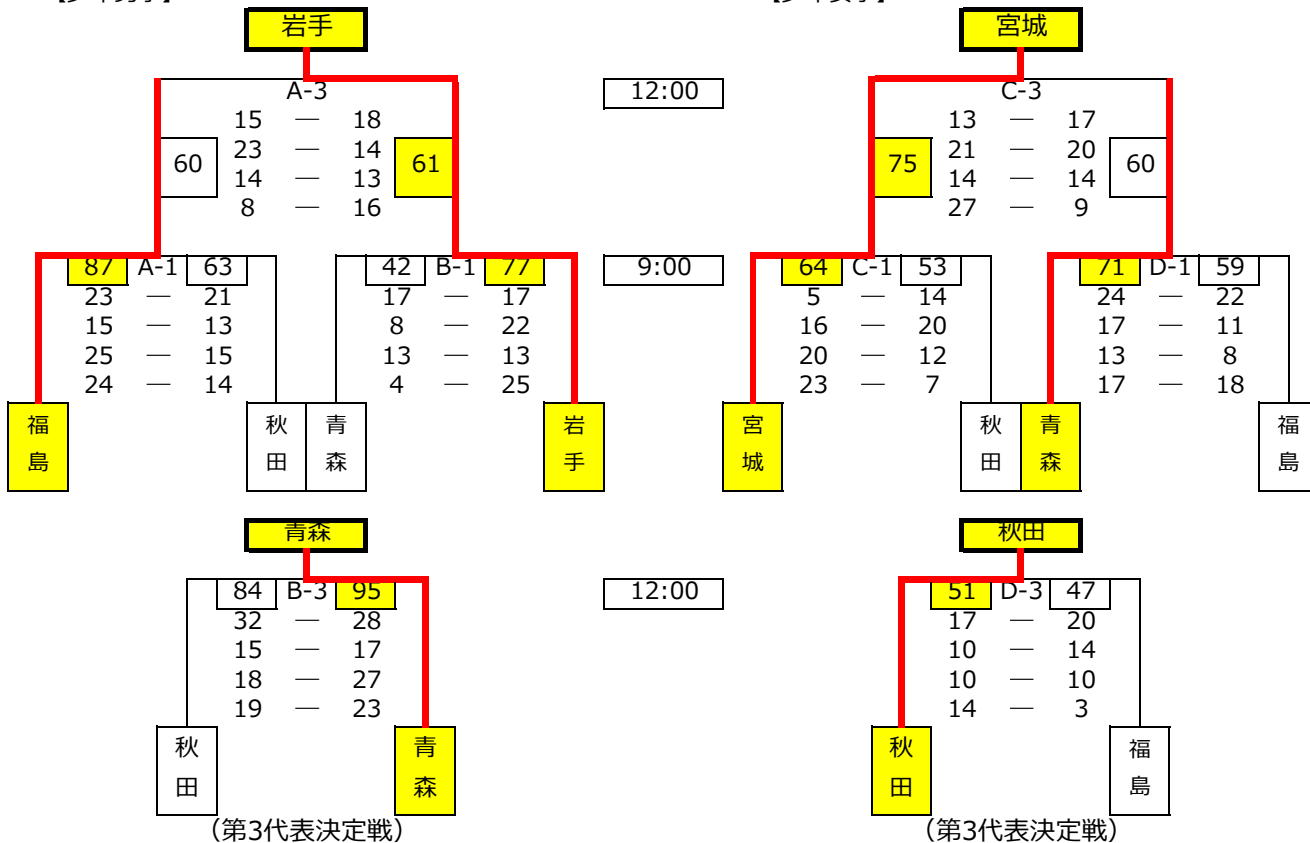 岩手
A-3
15 — 18
60 23 — 14 61
14 — 13
8 — 16
87 A-1 63
23 — 21
15 — 13
25 — 15
24 — 14
42 B-1 77
17 — 17
8 — 22
13 — 13
4 — 25
福島
秋田
青森
岩手
12:00
9:00
宮城
C-3
13 — 17
75 21 — 20 60
14 — 14
27 — 9
64 C-1 53
5 — 14
16 — 20
20 — 12
23 — 7
71 D-1 59
24 — 22
17 — 11
13 — 8
17 — 18
宮城
秋田
青森
福島
青森
84 B-3 95
32 — 28
15 — 17
18 — 27
19 — 23
秋田
青森
(第3代表決定戦)
12:00
秋田
51 D-3 47
17 — 20
10 — 14
10 — 10
14 — 3
秋田
福島
(第3代表決定戦)